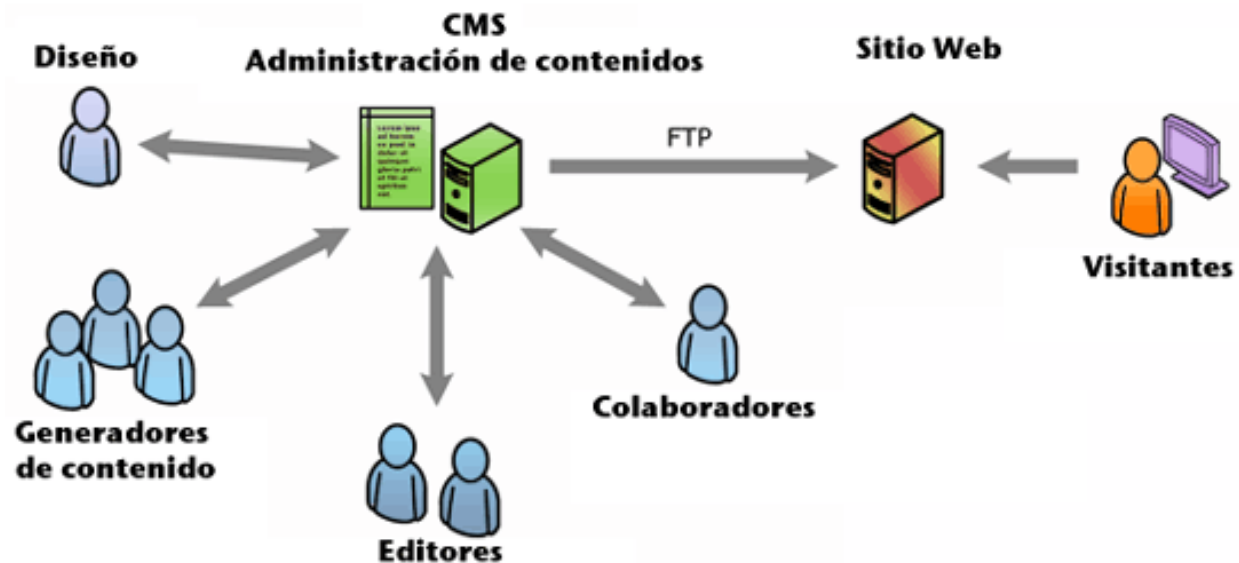 CMS
Administración de contenidos
Diseño
Sitio Web
FTP
Visitantes
Colaboradores
Generadores
de contenido
Editores